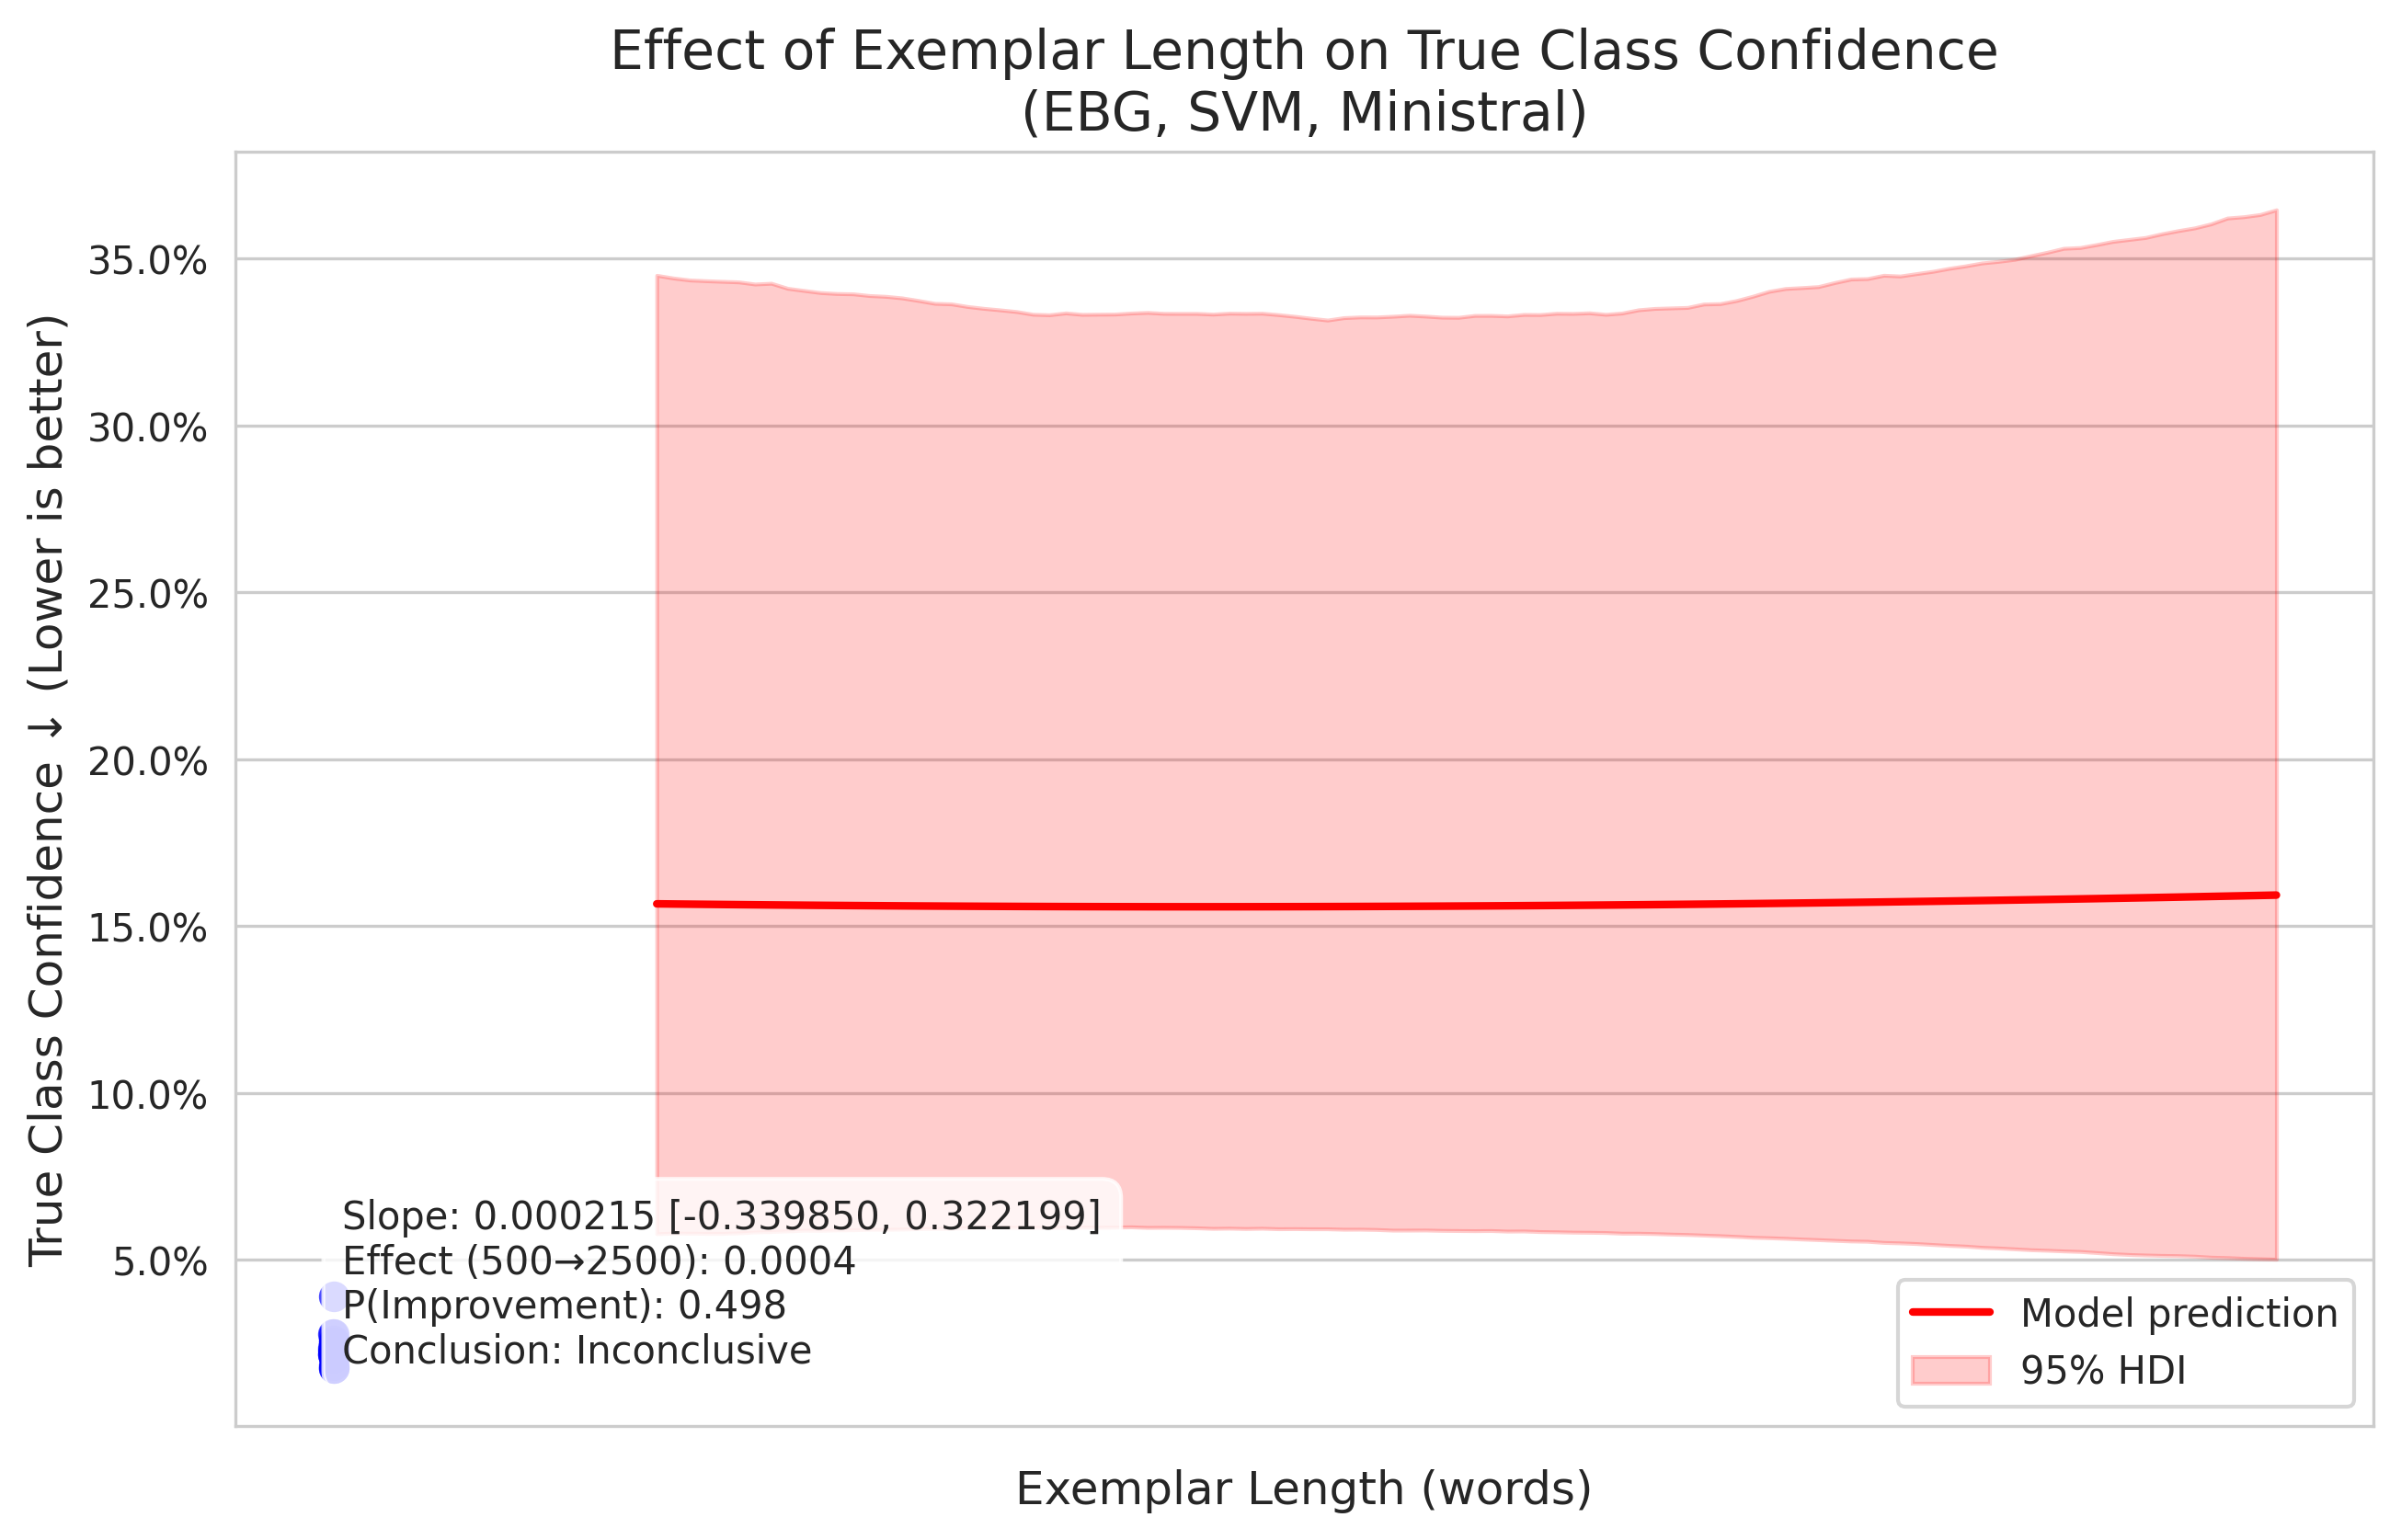 Effect of Exemplar Length on True Class Confidence
(EBG, SVM, Ministral)
True Class Confidence ↓ (Lower is better)
35.0%
30.0%
25.0%
20.0%
15.0%
10.0%
5.0%
Slope: 0.000215 [-0.339850, 0.322199]
Effect (500→2500): 0.0004
P(Improvement): 0.498
Conclusion: Inconclusive
Model prediction
95% HDI
Exemplar Length (words)